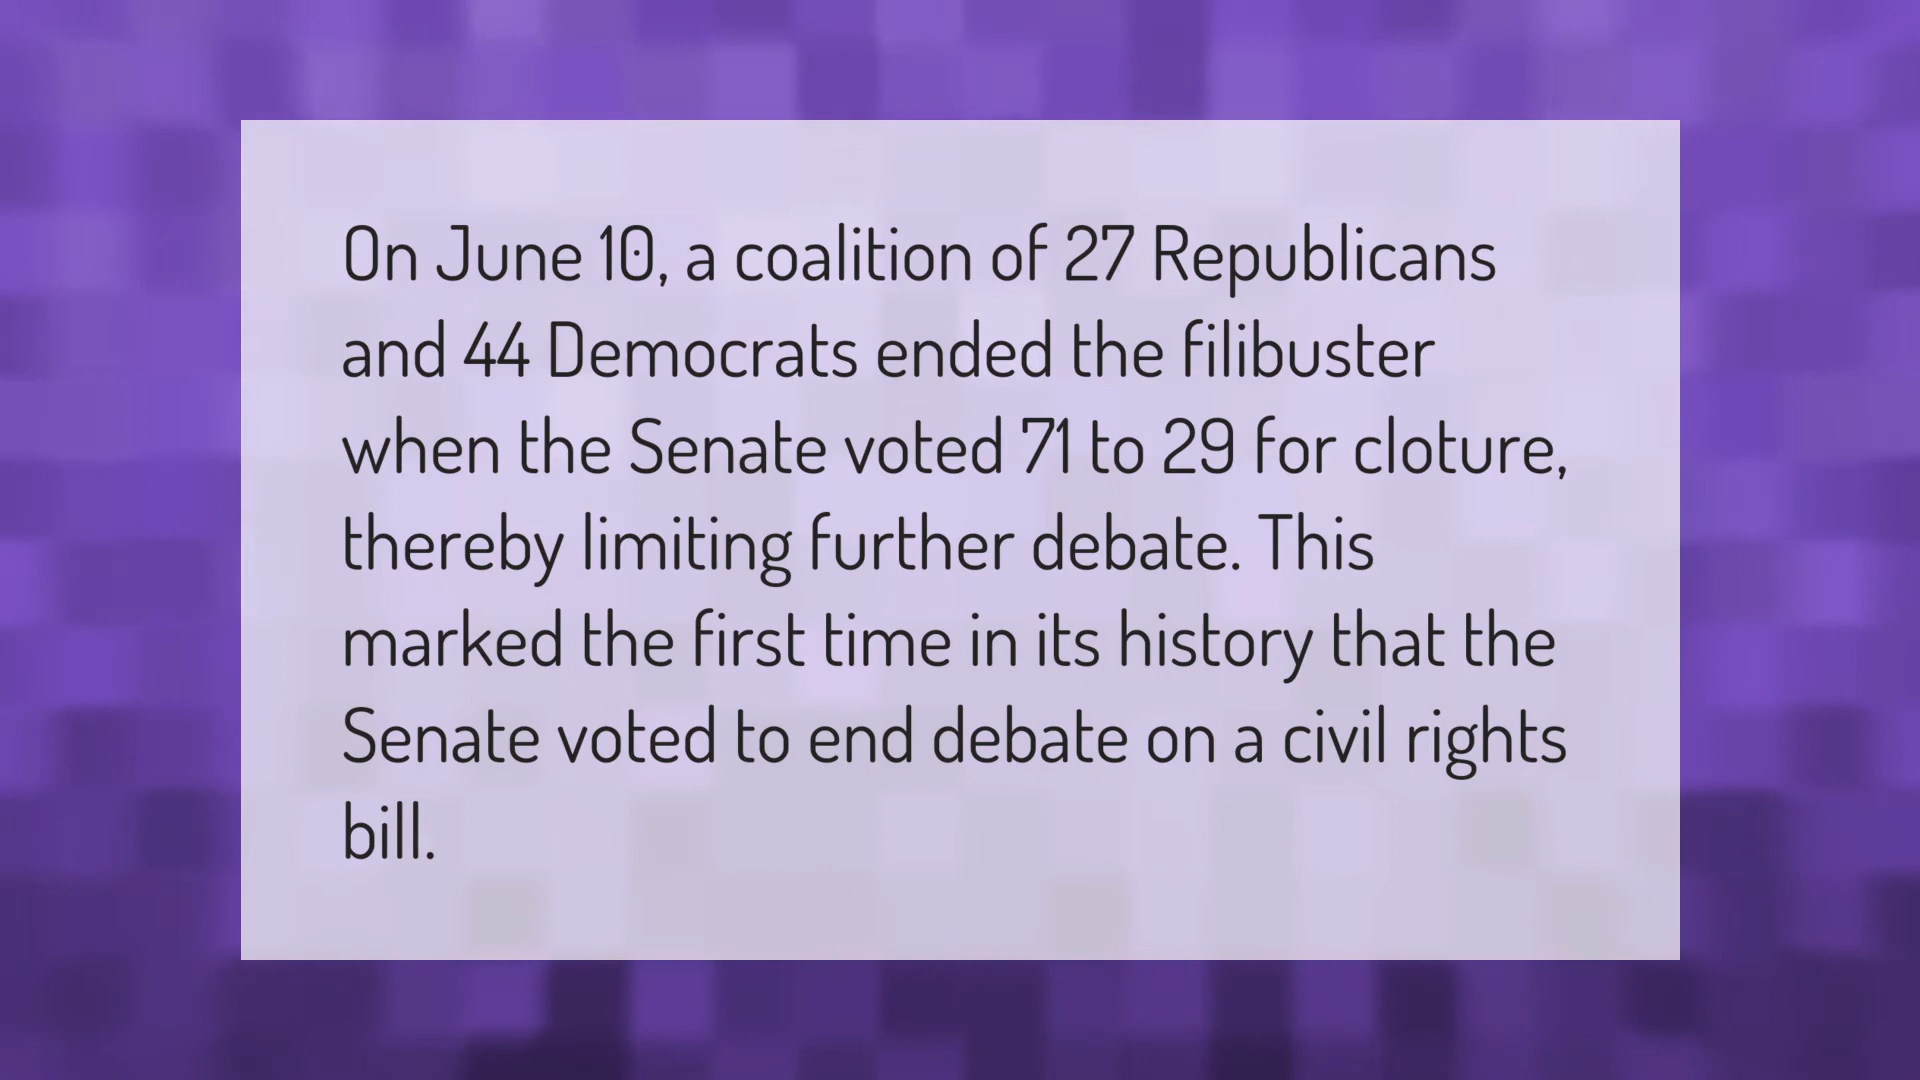 On June 10, a coalition of 27 Republicans
and 44 Democrats ended the filibuster
when the Senate voted 71 to 29 for cloture,
thereby limiting further debate. This
marked the first time in its history that the
Senate voted to end debate on a civil rights
bill.